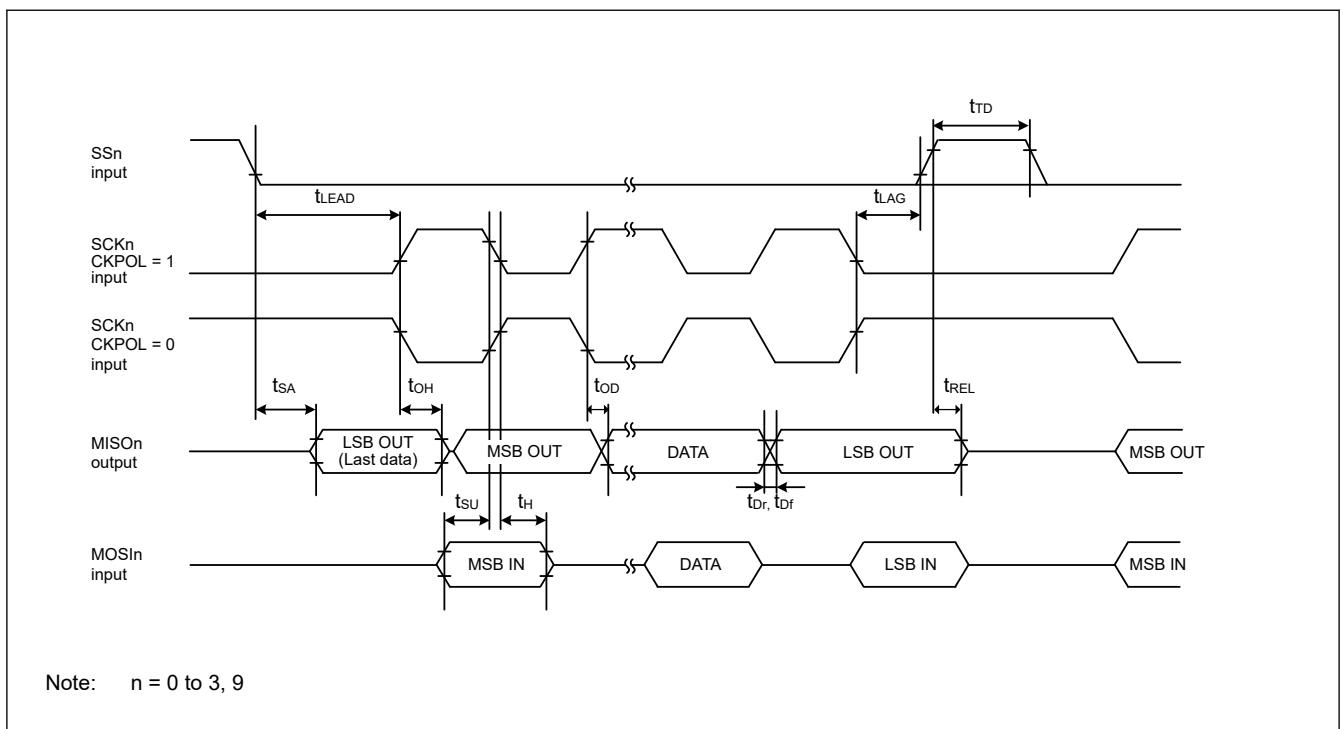 tTD
SSn
input
tLEAD
tLAG
SCKn
CKPOL = 1
input
SCKn
CKPOL = 0
input
tSA
tOH
tOD
tREL
MISOn
output
LSB OUT
(Last data)
MSB OUT
DATA
LSB OUT
MSB OUT
tSU
tH
tDr, tDf
MOSIn
input
MSB IN
DATA
LSB IN
MSB IN
Note: n = 0 to 3, 9